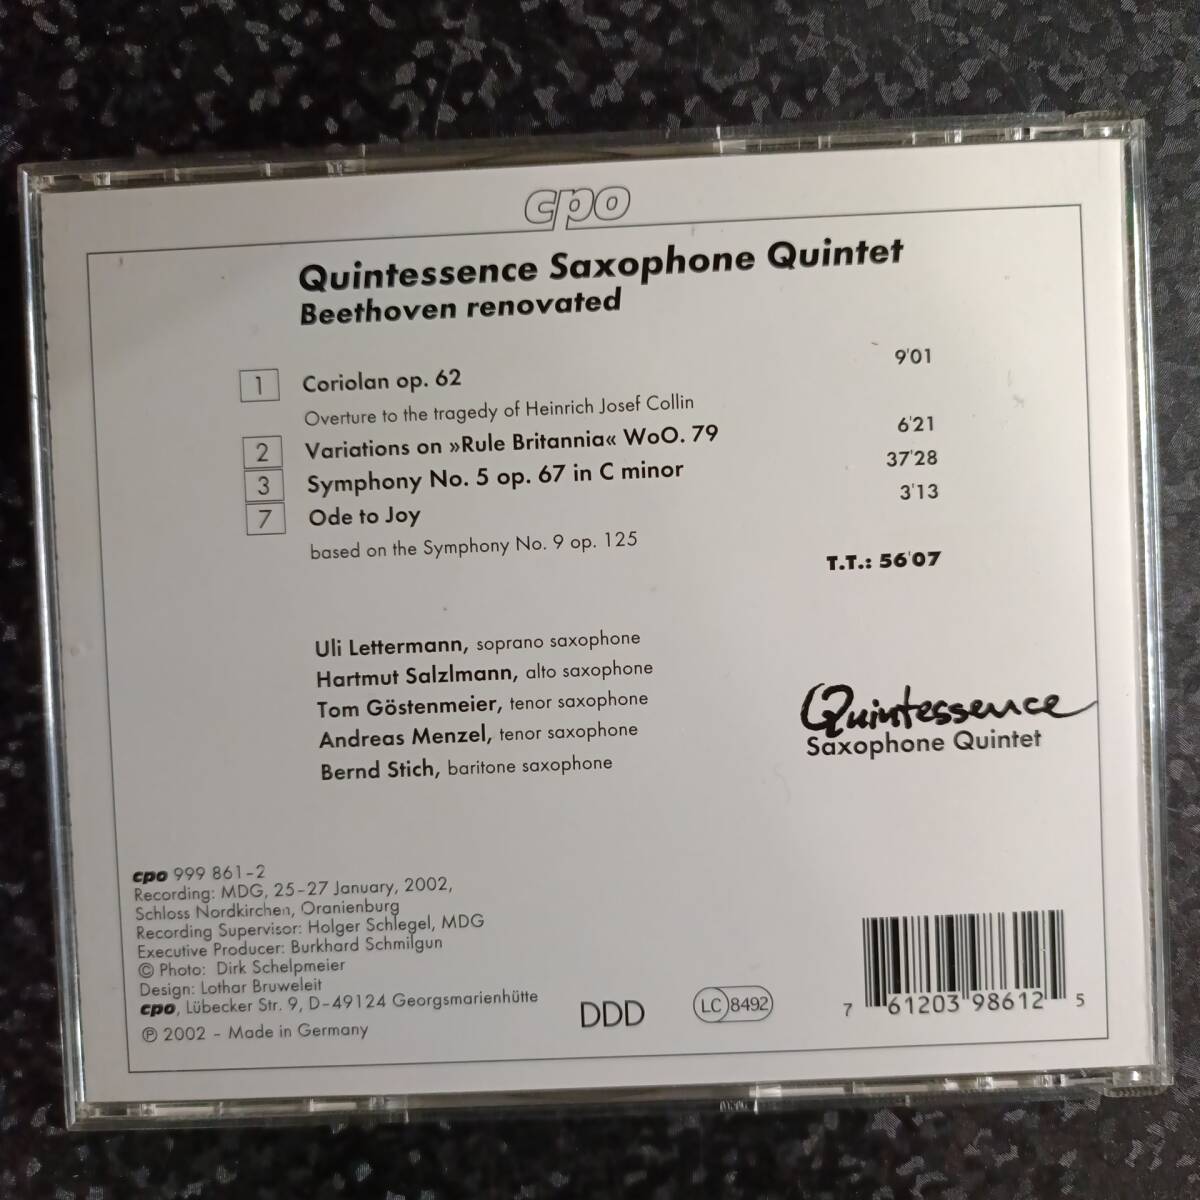 cpo
Quintessence Saxophone Quintet
Beethoven renovated
1 Coriolan op. 62 9'01
Overture to the tragedy of Heinrich Josef Collin
2 Variations on »Rule Britannia« WoO. 79 6'21
3 Symphony No. 5 op. 67 in C minor 37'28
7 Ode to Joy 3'13
based on the Symphony No. 9 op. 125
T.T.: 56'07
Uli Lettermann, soprano saxophone
Hartmut Salzlmann, alto saxophone
Tom Göstenmeier, tenor saxophone
Andreas Menzel, tenor saxophone
Bernd Stich, baritone saxophone
Quintessence
Saxophone Quintet
cpo 999 861-2
Recording: MDG, 25-27 January, 2002,
Schloss Nordkirchen, Oranienburg
Recording Supervisor: Holger Schlegel, MDG
Executive Producer: Burkhard Schmilgun
© Photo: Dirk Schelpmeier
Design: Lothar Bruweleit
cpo, Lübecker Str. 9, D-49124 Georgsmarienhütte
℗ 2002 - Made in Germany
DDD
LC 8492
7 61203 98612 5